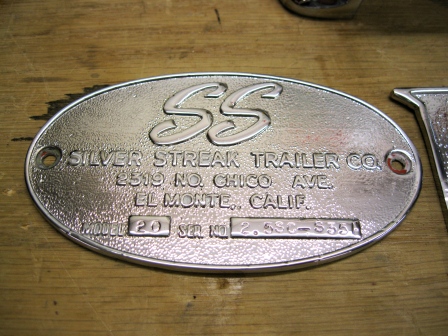 SS
SILVER STREAK TRAILER CO.
2319 NO. CHICO AVE.
EL MONTE, CALIF.
MODEL 20 SER NO